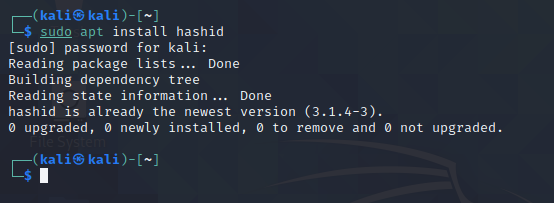 ┌──(kali㉿kali)-[~]
└─$ sudo apt install hashid
[sudo] password for kali:
Reading package lists... Done
Building dependency tree
Reading state information... Done
hashid is already the newest version (3.1.4-3).
0 upgraded, 0 newly installed, 0 to remove and 0 not upgraded.
File System
┌──(kali㉿kali)-[~]
└─$